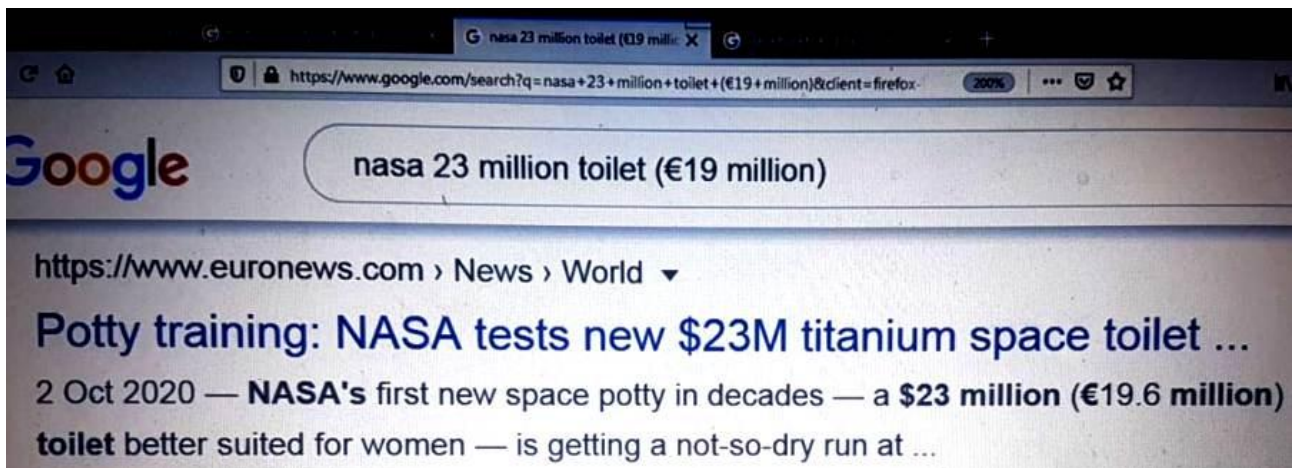 G nasa 23 million toilet (€19 millic X G +
https://www.google.com/search?q=nasa+23+million+toilet+(€19+million)&client=firefox- 200%
Google
nasa 23 million toilet (€19 million)
https://www.euronews.com › News › World
Potty training: NASA tests new $23M titanium space toilet ...
2 Oct 2020 — NASA's first new space potty in decades — a $23 million (€19.6 million)
toilet better suited for women — is getting a not-so-dry run at ...